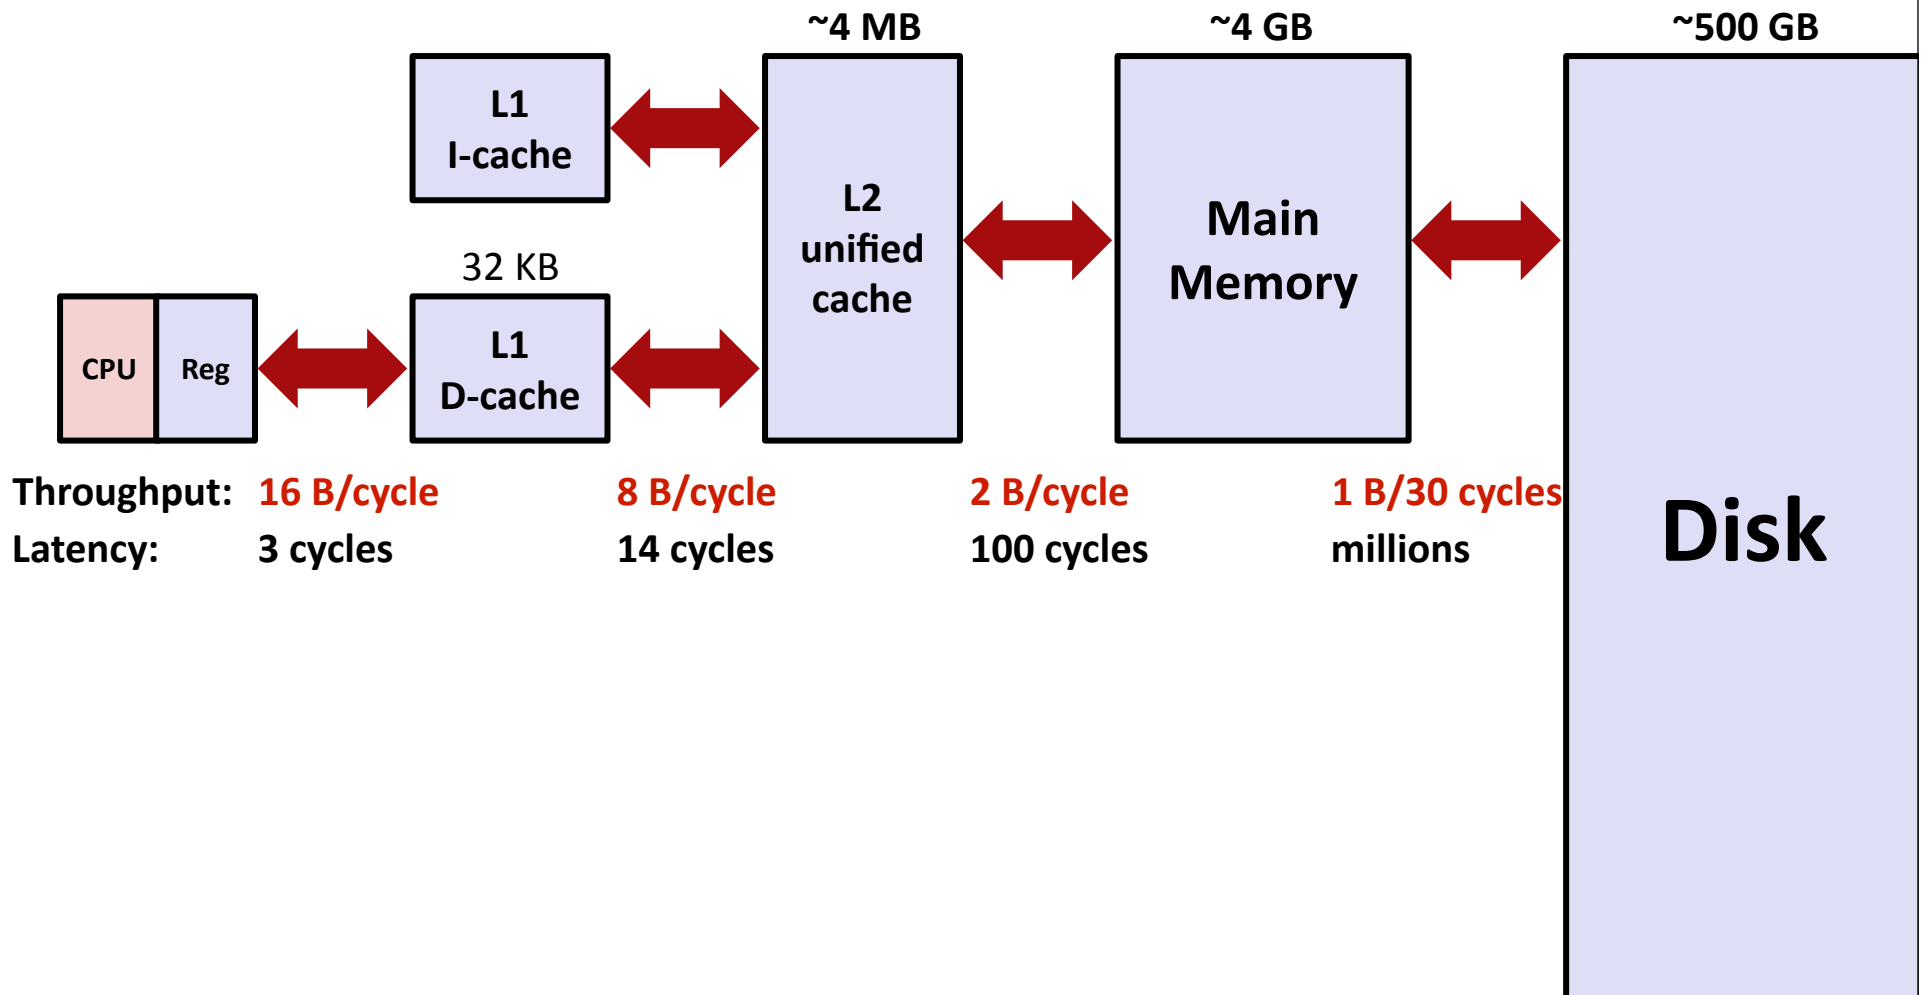 ~4 MB
~4 GB
~500 GB
L1
I-cache
L2
unified
cache
Main
Memory
32 KB
CPU
Reg
L1
D-cache
Throughput: 16 B/cycle 8 B/cycle 2 B/cycle 1 B/30 cycles
Latency: 3 cycles 14 cycles 100 cycles millions
Disk